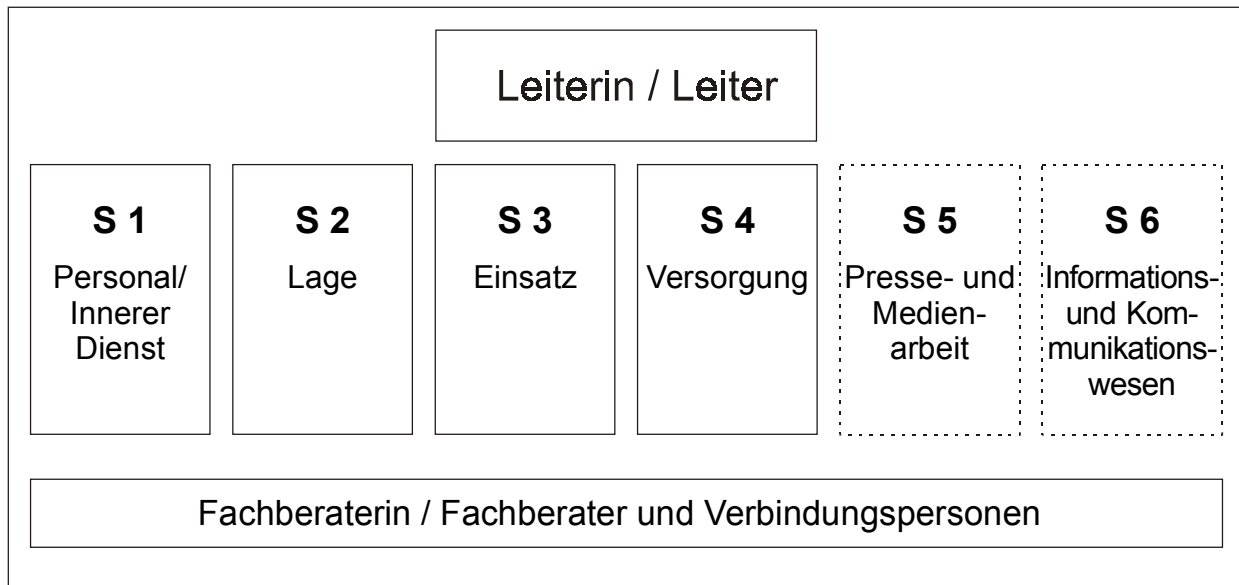 Leiterin / Leiter
S 1
Personal/
Innerer
Dienst
S 2
Lage
S 3
Einsatz
S 4
Versorgung
S 5
Presse- und
Medien-
arbeit
S 6
Informations-
und Kom-
munikations-
wesen
Fachberaterin / Fachberater und Verbindungspersonen